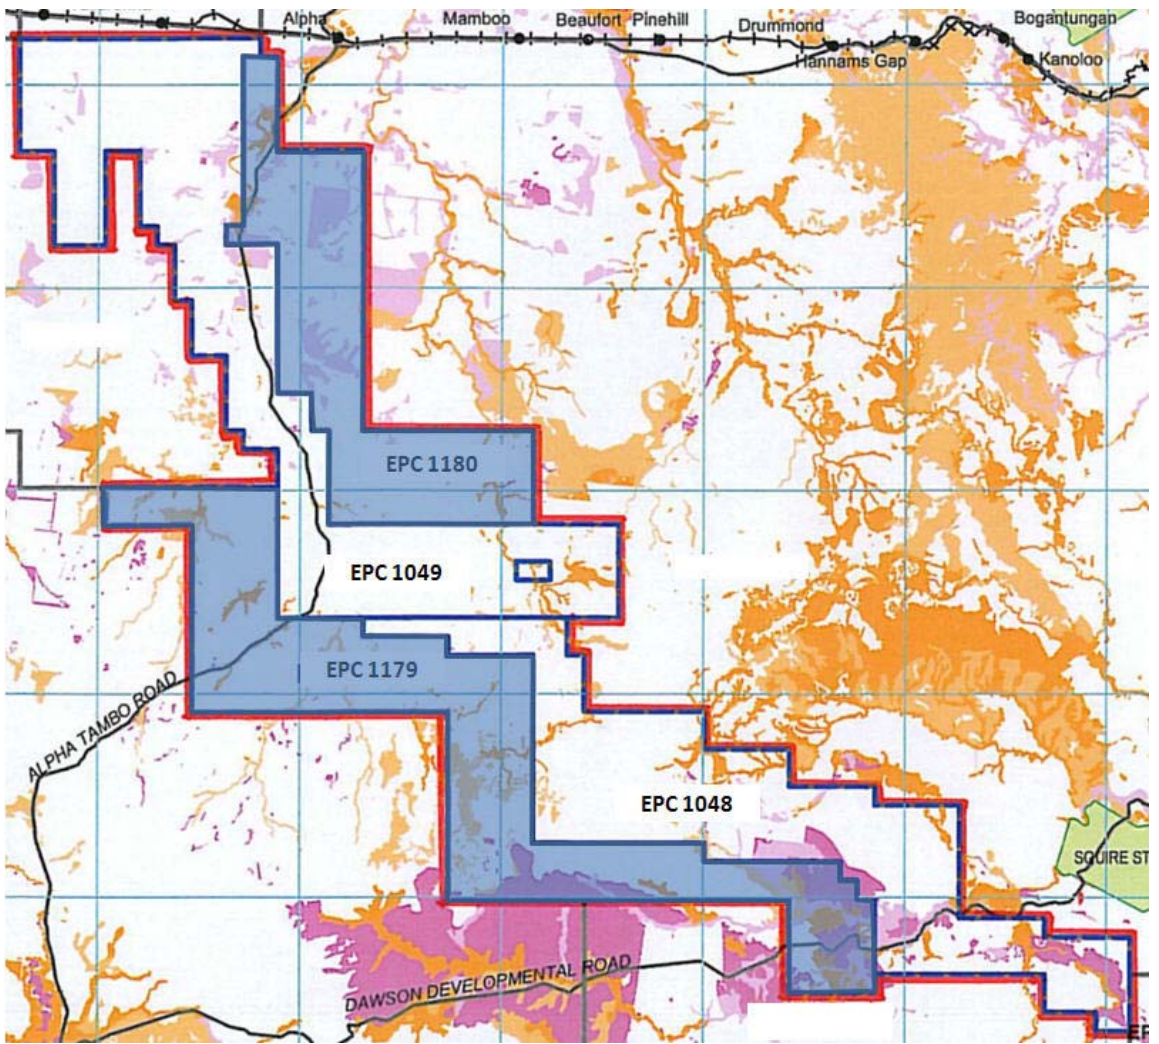 Alpha
Mamboo
Beaufort
Pinehill
Drummond
Bogantungan
Hannams Gap
Kanoloo
EPC 1180
EPC 1049
EPC 1179
ALPHA TAMBO ROAD
EPC 1048
SQUIRE ST
DAWSON DEVELOPMENTAL ROAD
EP